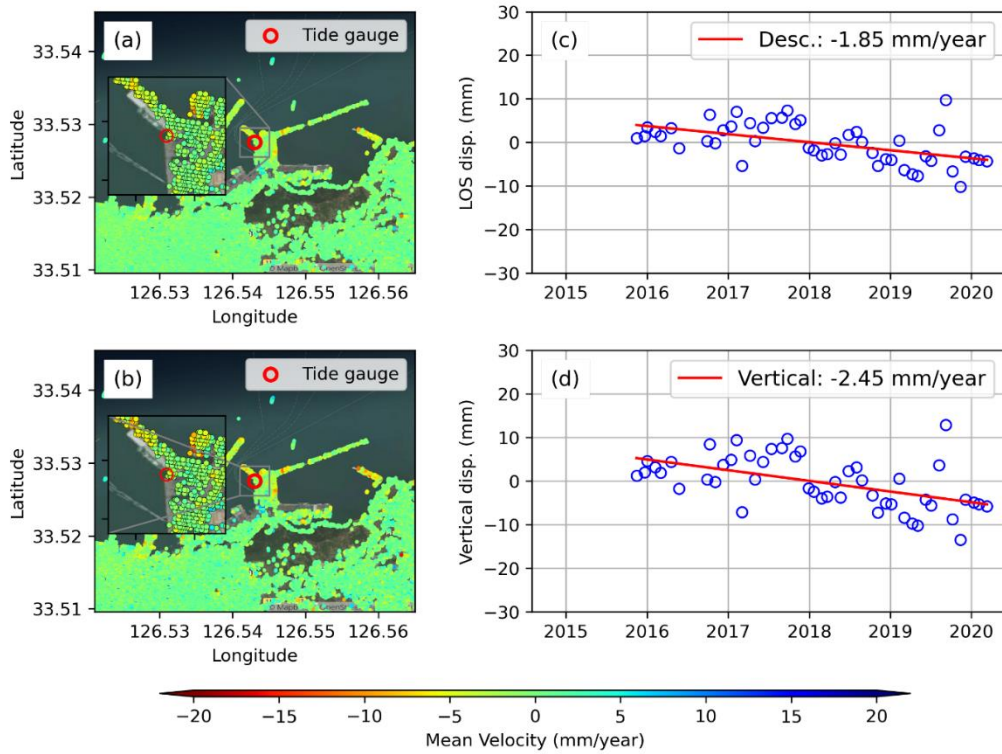 (a)
Tide gauge
33.54
33.53
33.52
33.51
Latitude
126.53 126.54 126.55 126.56
Longitude
(c)
Desc.: -1.85 mm/year
30
20
10
0
−10
−20
−30
LOS disp. (mm)
2015 2016 2017 2018 2019 2020
(b)
Tide gauge
33.54
33.53
33.52
33.51
Latitude
126.53 126.54 126.55 126.56
Longitude
(d)
Vertical: -2.45 mm/year
30
20
10
0
−10
−20
−30
Vertical disp. (mm)
2015 2016 2017 2018 2019 2020
−20 −15 −10 −5 0 5 10 15 20
Mean Velocity (mm/year)